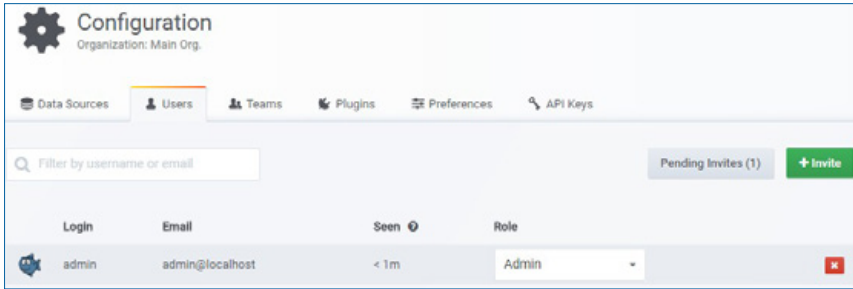 Configuration
Organization: Main Org.
Data Sources Users Teams Plugins Preferences API Keys
Filter by username or email Pending Invites (1) + Invite
Login Email Seen Role
admin admin@localhost < 1m Admin